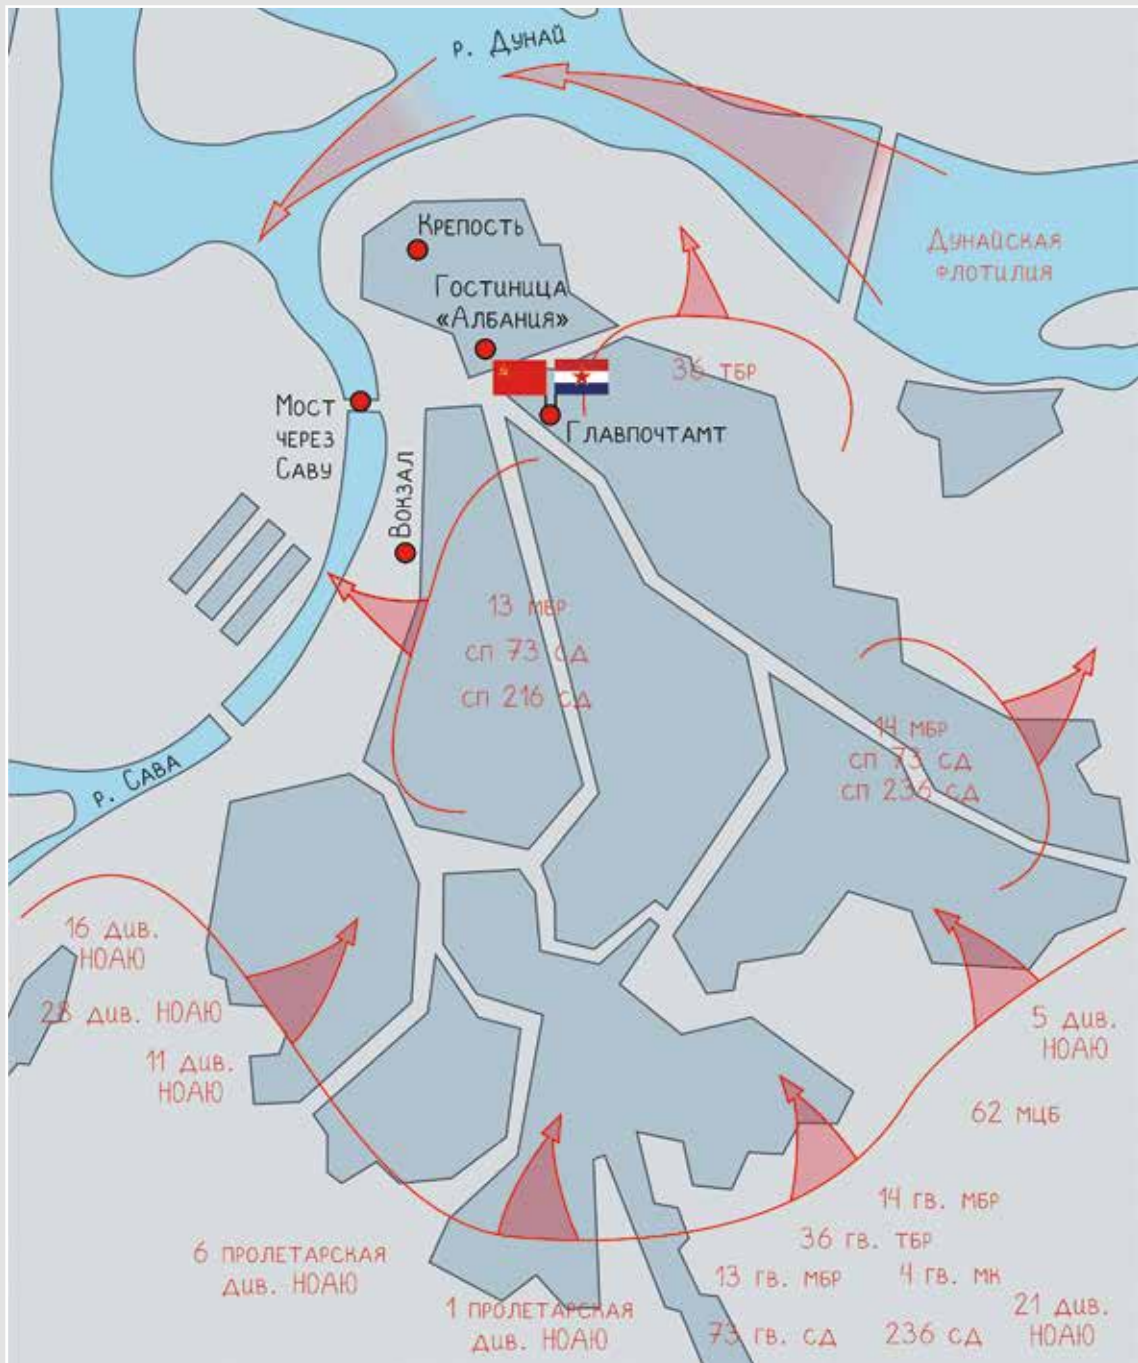 р. Дунай
Дунайская
флотилия
Крепость
Гостиница
«Албания»
36 тбр
Мост
через
Саву
Главпочтамт
Вокзал
13 мбр
сп 73 сд
сп 216 сд
14 мбр
сп 73 сд
сп 236 сд
р. Сава
16 див.
НОАЮ
28 див. НОАЮ
11 див.
НОАЮ
5 див.
НОАЮ
62 мцб
14 гв. мбр
36 гв. тбр
6 пролетарская
див. НОАЮ
13 гв. мбр
4 гв. мк
1 пролетарская
див. НОАЮ
21 див.
НОАЮ
73 гв. сд
236 сд